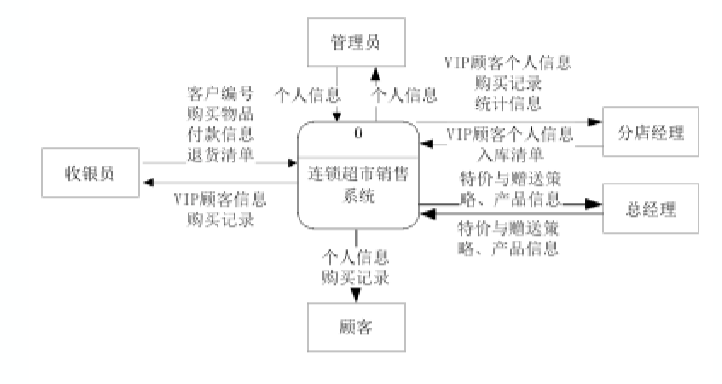 管理员
个人信息
个人信息
VIP顾客个人信息
购买记录
统计信息
客户编号
购买物品
付款信息
退货清单
0
连锁超市销售
系统
VIP顾客个人信息
入库清单
分店经理
收银员
VIP顾客信息
购买记录
特价与赠送策
略、产品信息
总经理
特价与赠送策
略、产品信息
个人信息
购买记录
顾客